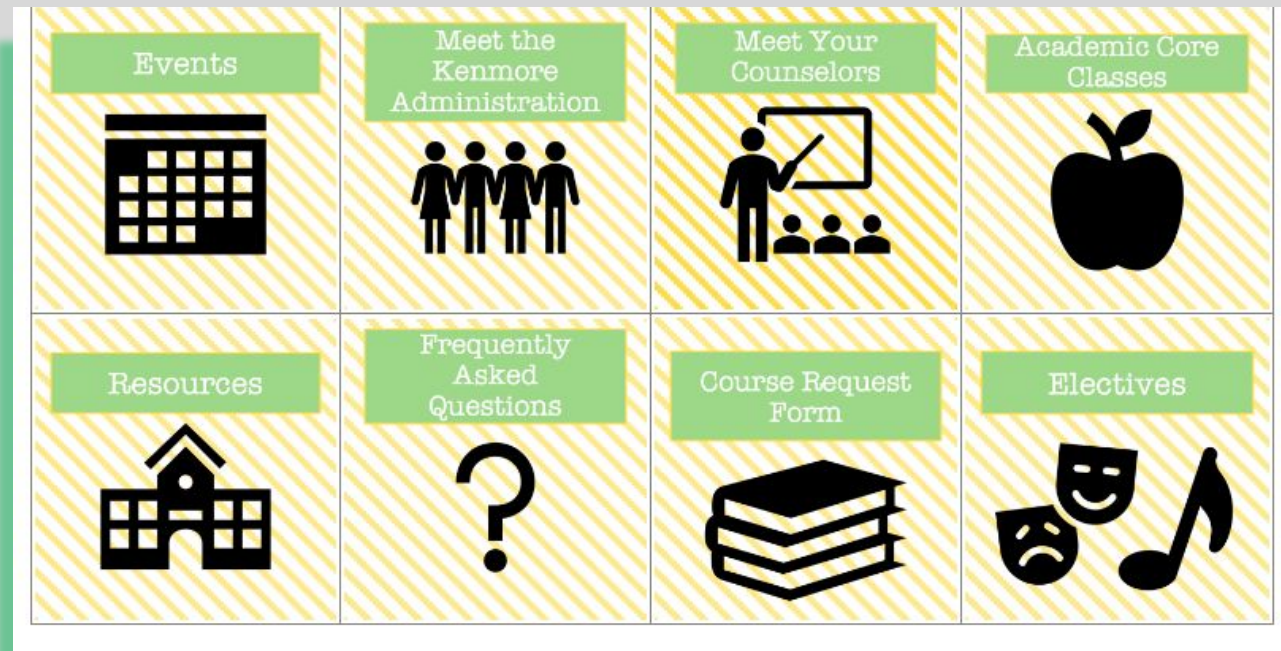 Events
Meet the
Kenmore
Administration
Meet Your
Counselors
Academic Core
Classes
Resources
Frequently
Asked
Questions
Course Request
Form
Electives